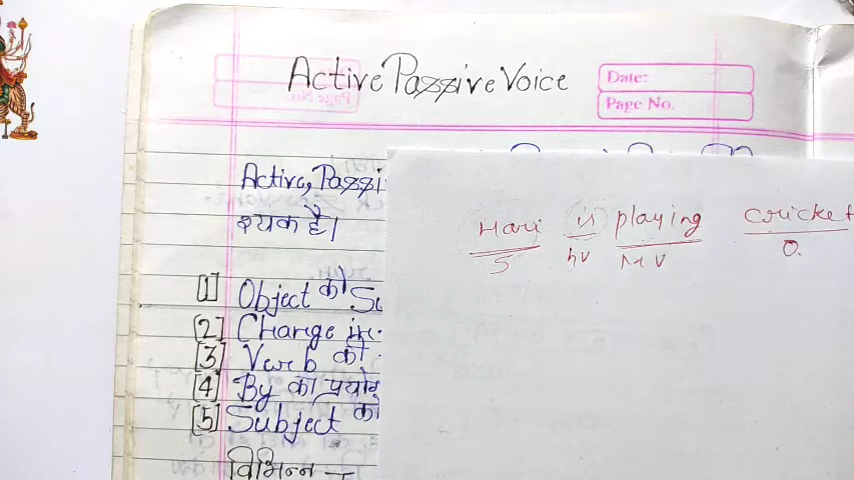 Active Passive Voice
Date:
Page No.
Active, Passi
श्यक है।
[1] Object को Su
[2] Change in
[3] Verb को
[4] By का प्रयोग
[5] Subject को
विभिन्न
Hari is playing cricket
S hv MV O.